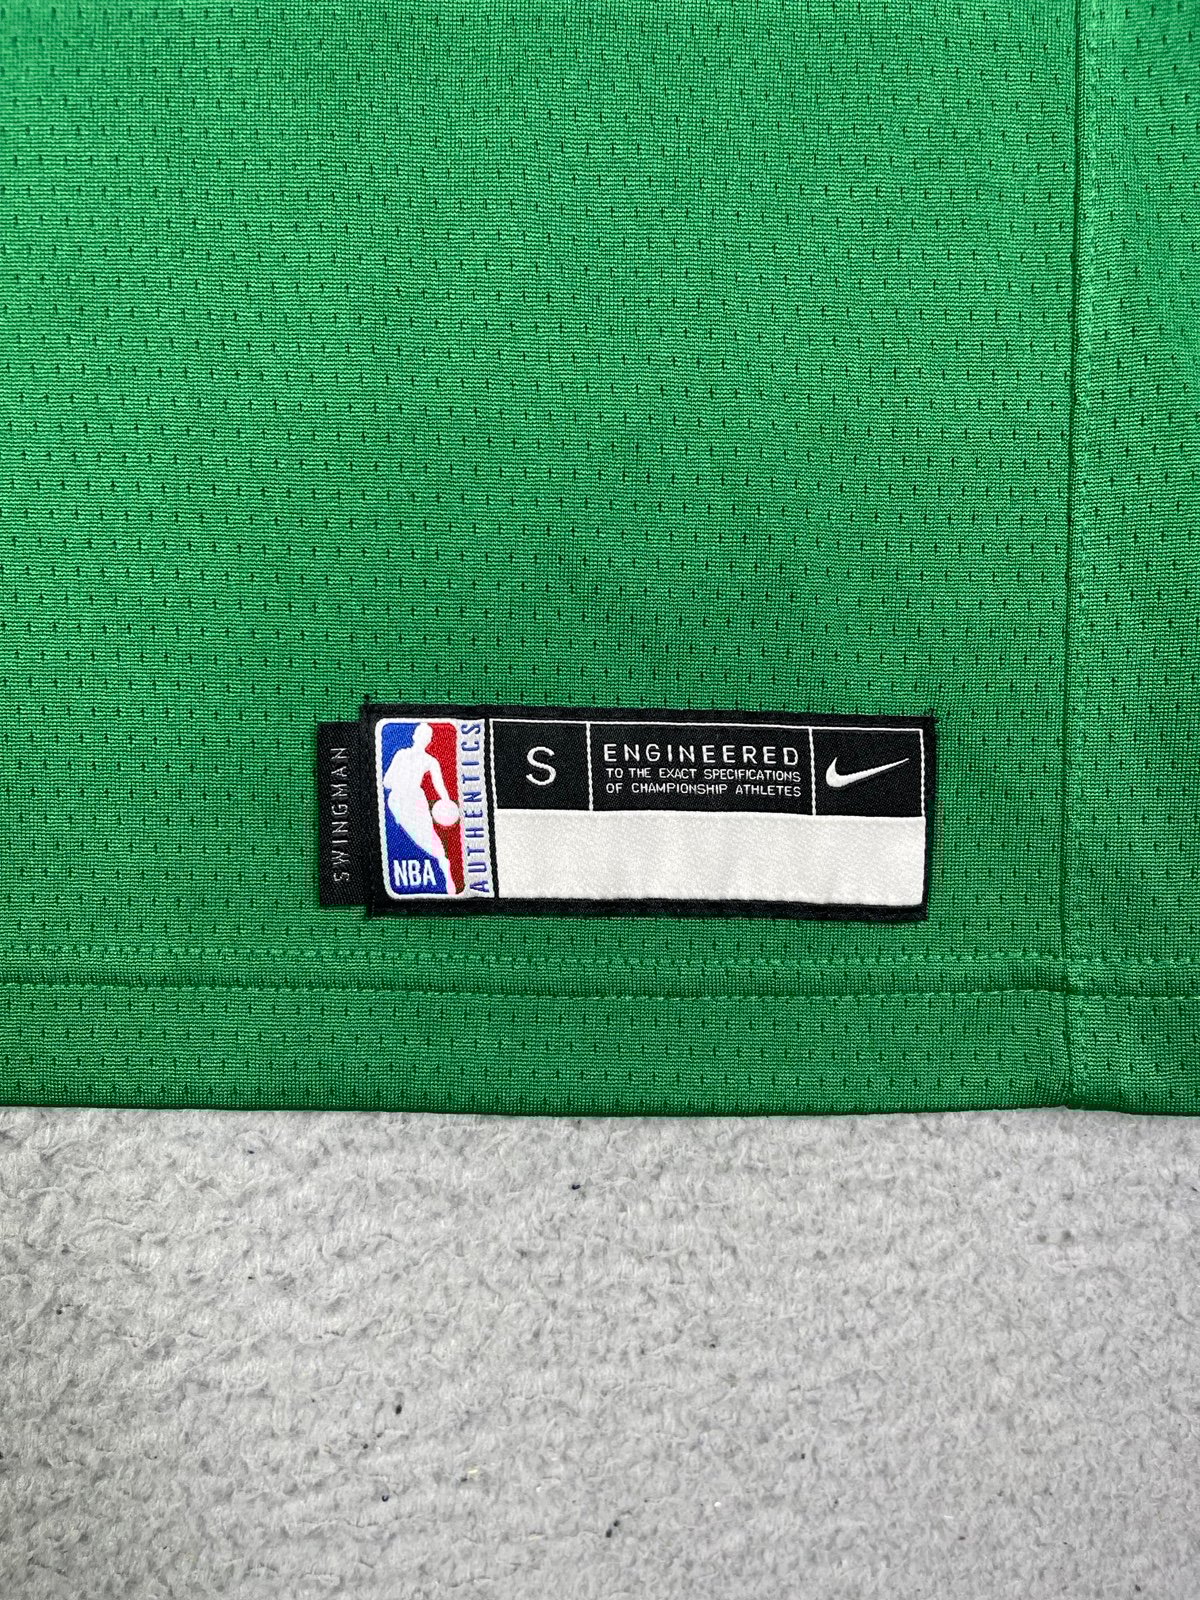 SWINGMAN
NBA
AUTHENTICS
S
ENGINEERED
TO THE EXACT SPECIFICATIONS
OF CHAMPIONSHIP ATHLETES